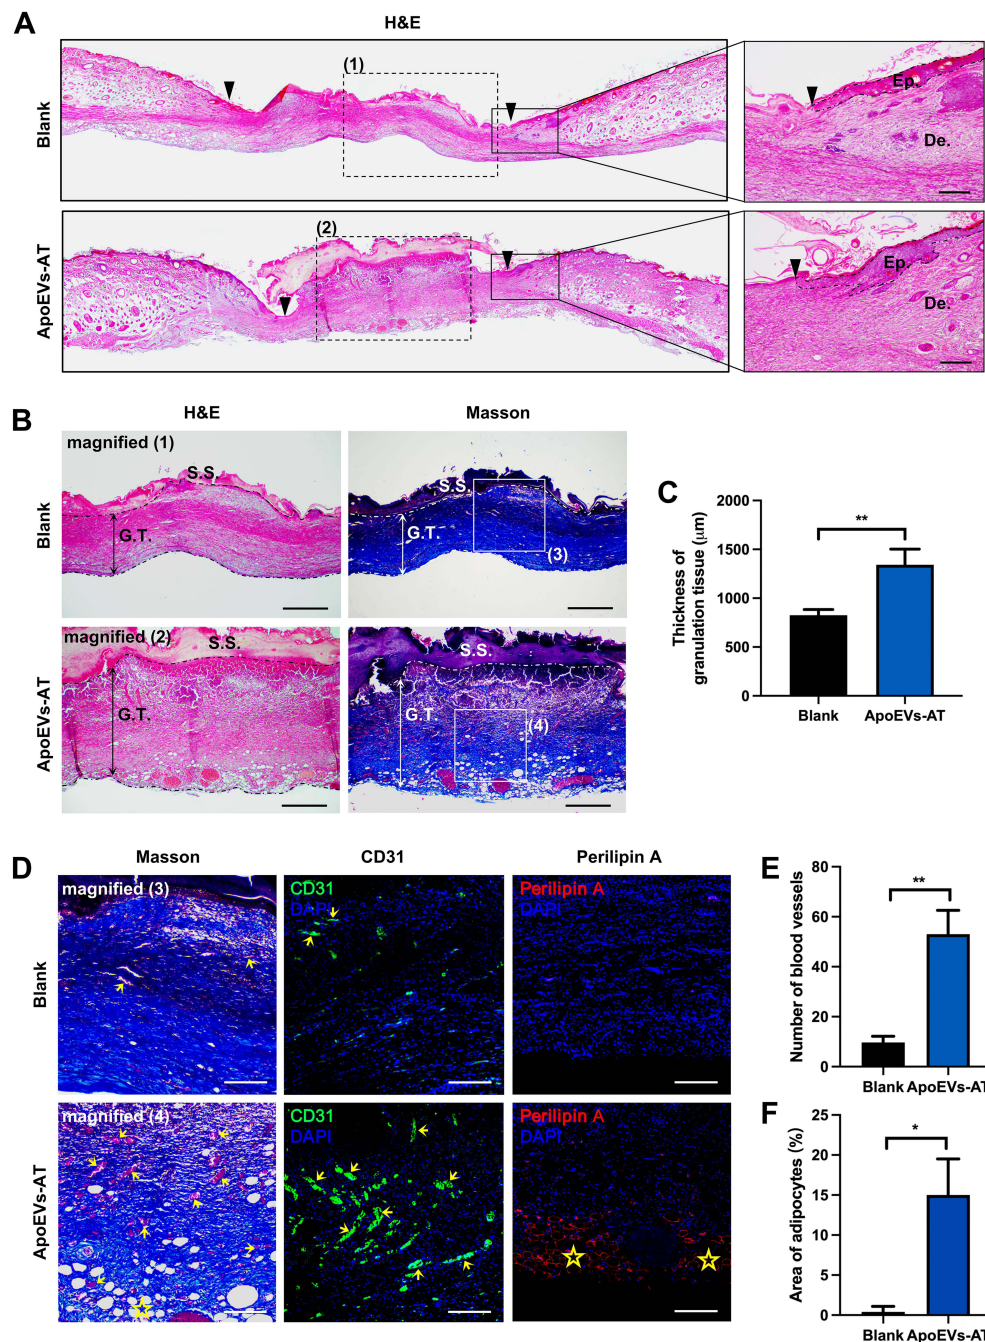 A
H&E
Blank
(1)
Ep.
De.
ApoEVs-AT
(2)
Ep.
De.
B
H&E
Masson
Blank
magnified (1)
S.S.
G.T.
S.S.
G.T.
(3)
ApoEVs-AT
magnified (2)
S.S.
G.T.
S.S.
G.T.
(4)
C
Thickness of
granulation tissue (μm)
2000
1500
1000
500
0
**
Blank
ApoEVs-AT
D
Masson
CD31
Perilipin A
Blank
magnified (3)
CD31
DAPI
Perilipin A
DAPI
ApoEVs-AT
magnified (4)
CD31
DAPI
Perilipin A
DAPI
E
Number of blood vessels
80
60
40
20
0
**
Blank ApoEVs-AT
F
Area of adipocytes (%)
25
20
15
10
5
0
*
Blank ApoEVs-AT